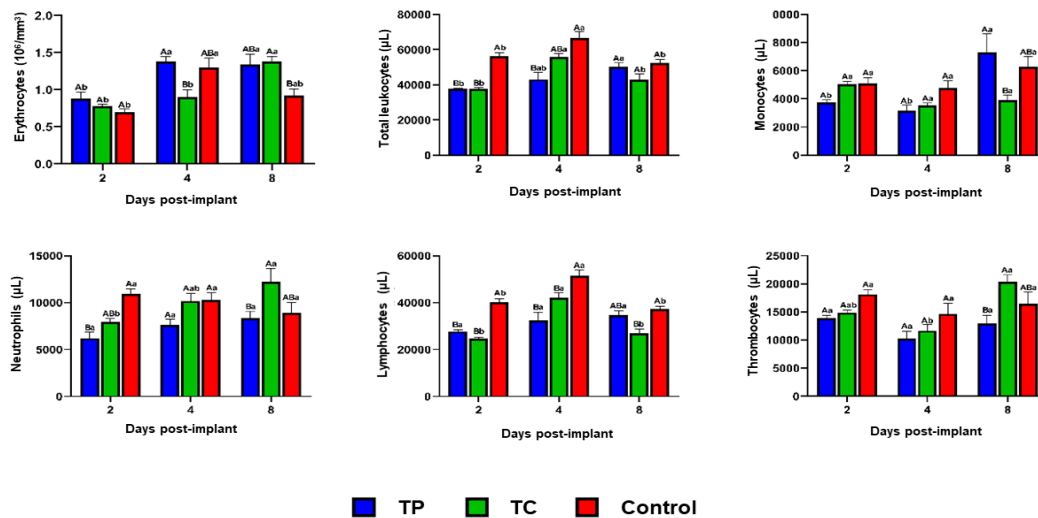 Erythrocytes (10⁶/mm³)
2.0
1.5
1.0
0.5
0.0
Ab
Ab
Ab
Aa
Bb
ABa
Aa
Aa
Bab
2
4
8
Days post-implant
Total leukocytes (µL)
80000
60000
40000
20000
0
Bb
Bb
Ab
Bab
ABa
Aa
Aa
Ab
Ab
2
4
8
Days post-implant
Monocytes (µL)
0000
8000
6000
4000
2000
0
Ab
Aa
Aa
Ab
Aa
Aa
Aa
Ba
ABa
2
4
8
Days post-implant
Neutrophils (µL)
15000
10000
5000
0
Ba
ABb
Aa
Aa
Aab
Aa
Ba
Aa
ABa
2
4
8
Days post-implant
Lymphocytes (µL)
60000
40000
20000
0
Ba
Bb
Ab
Ba
Ba
Aa
ABa
Ba
Ab
2
4
8
Days post-implant
Thrombocytes (µL)
25000
20000
15000
10000
5000
0
Aa
Aab
Aa
Aa
Ab
Aa
Ba
Aa
ABa
2
4
8
Days post-implant
TP
TC
Control